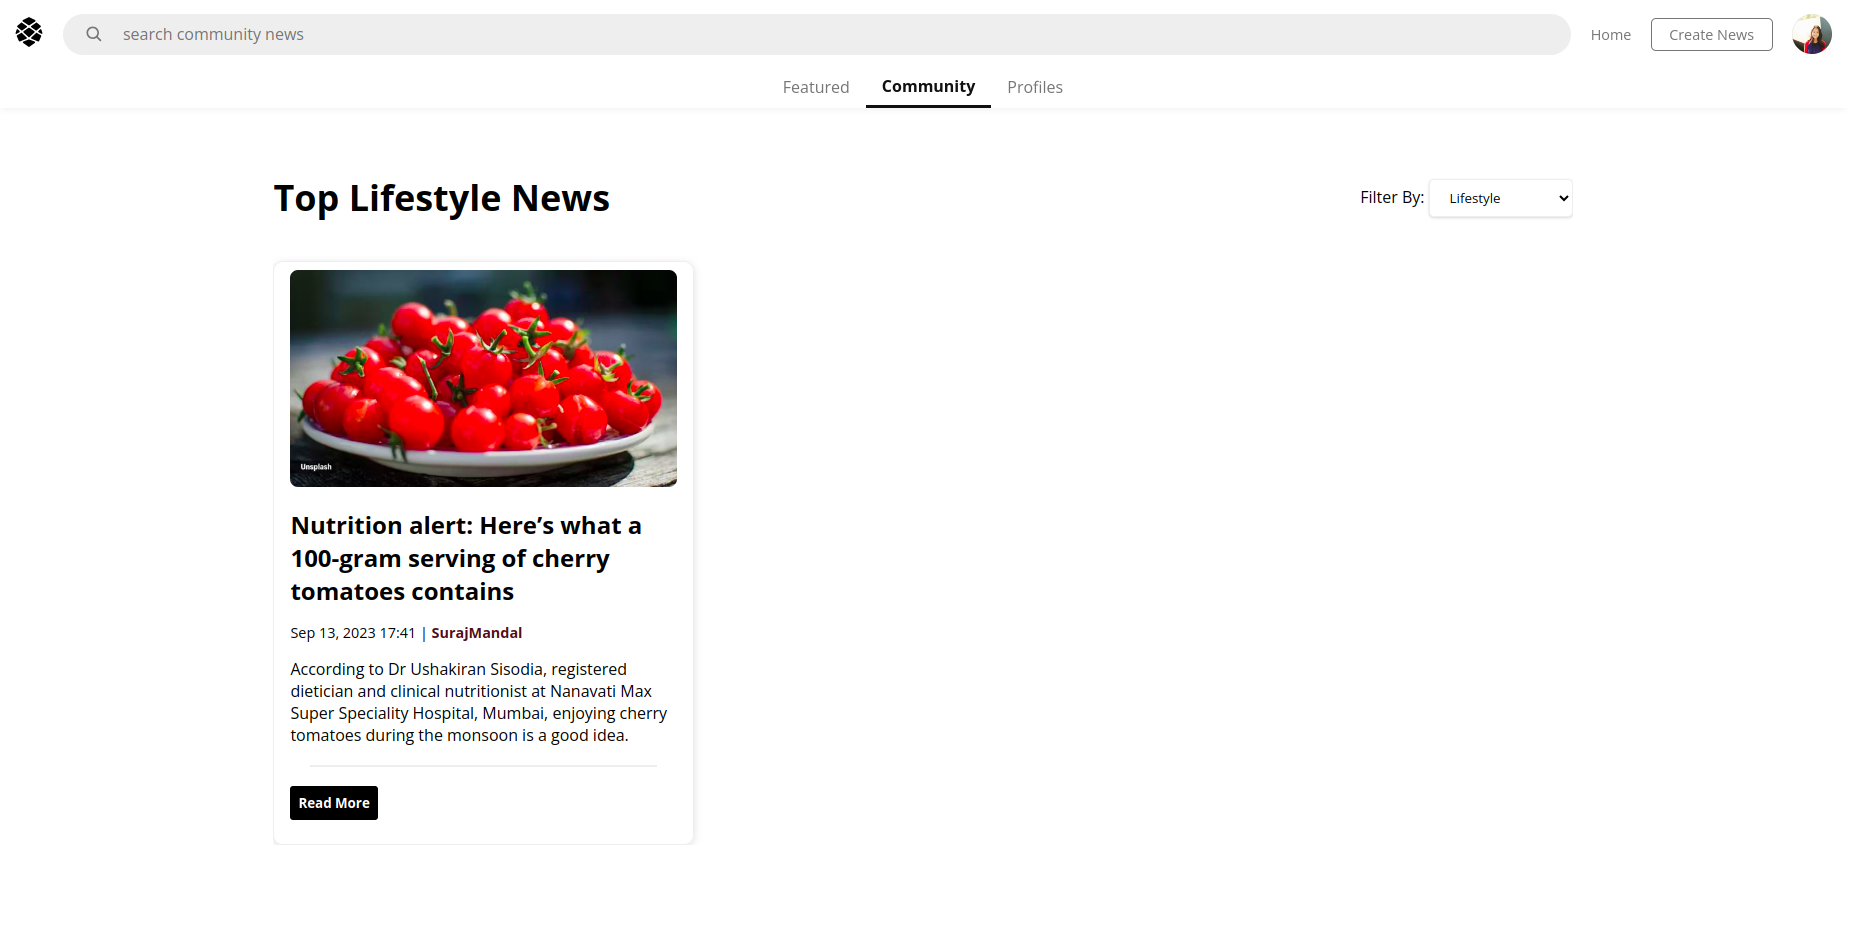 search community news
Home
Create News
Featured
Community
Profiles
Top Lifestyle News
Filter By:
Lifestyle
Unsplash
Nutrition alert: Here’s what a
100-gram serving of cherry
tomatoes contains
Sep 13, 2023 17:41 | SurajMandal
According to Dr Ushakiran Sisodia, registered
dietician and clinical nutritionist at Nanavati Max
Super Speciality Hospital, Mumbai, enjoying cherry
tomatoes during the monsoon is a good idea.
Read More